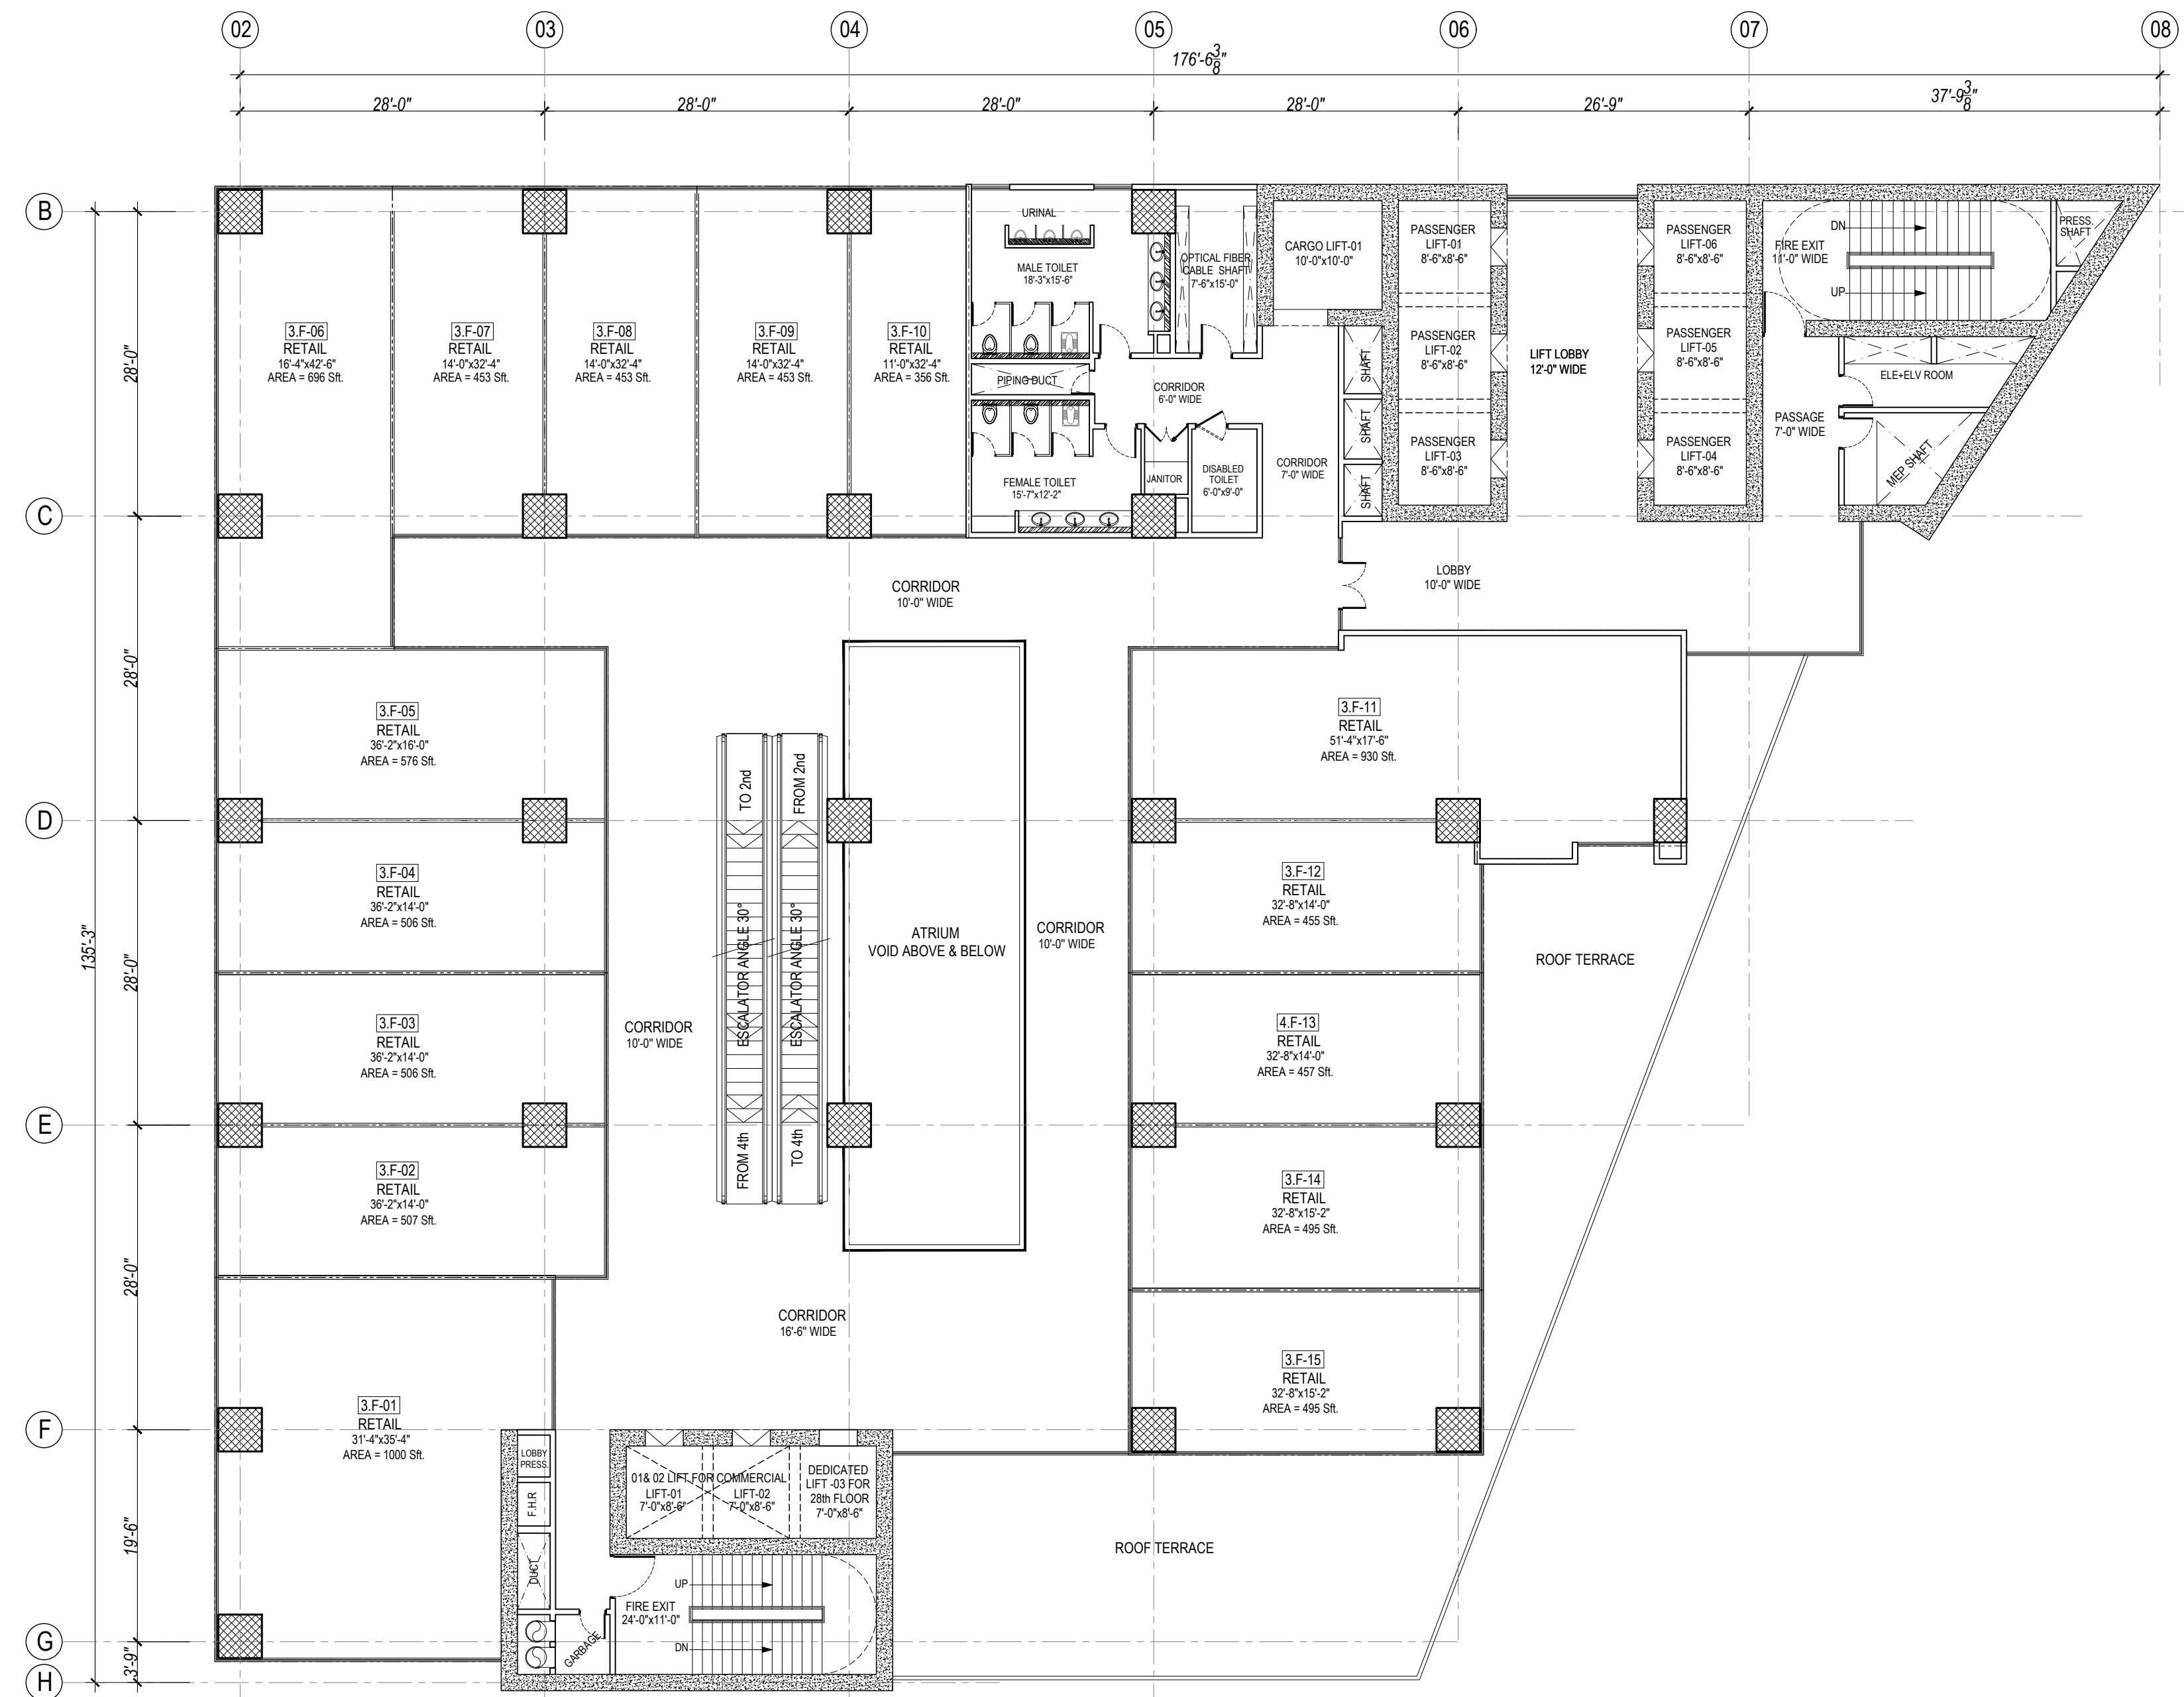 02
03
04
05
06
07
08
176'-6 3/8"
28'-0"
28'-0"
28'-0"
28'-0"
26'-9"
37'-9 3/8"
B
C
D
E
F
G
H
135'-3"
28'-0"
28'-0"
28'-0"
28'-0"
19'-6"
3'-9"
3.F-06
RETAIL
16'-4"x42'-6"
AREA = 696 Sft.
3.F-07
RETAIL
14'-0"x32'-4"
AREA = 453 Sft.
3.F-08
RETAIL
14'-0"x32'-4"
AREA = 453 Sft.
3.F-09
RETAIL
14'-0"x32'-4"
AREA = 453 Sft.
3.F-10
RETAIL
11'-0"x32'-4"
AREA = 356 Sft.
URINAL
MALE TOILET
18'-3"x15'-6"
PIPING DUCT
FEMALE TOILET
15'-7"x12'-2"
OPTICAL FIBER
CABLE SHAFT
7'-6"x15'-0"
CORRIDOR
6'-0" WIDE
JANITOR
DISABLED
TOILET
6'-0"x9'-0"
CARGO LIFT-01
10'-0"x10'-0"
SHAFT
SHAFT
SHAFT
CORRIDOR
7'-0" WIDE
PASSENGER
LIFT-01
8'-6"x8'-6"
PASSENGER
LIFT-02
8'-6"x8'-6"
PASSENGER
LIFT-03
8'-6"x8'-6"
LIFT LOBBY
12'-0" WIDE
PASSENGER
LIFT-06
8'-6"x8'-6"
PASSENGER
LIFT-05
8'-6"x8'-6"
PASSENGER
LIFT-04
8'-6"x8'-6"
DN
FIRE EXIT
11'-0" WIDE
UP
PRESS.
SHAFT
ELE+ELV ROOM
PASSAGE
7'-0" WIDE
MEP SHAFT
CORRIDOR
10'-0" WIDE
LOBBY
10'-0" WIDE
3.F-05
RETAIL
36'-2"x16'-0"
AREA = 576 Sft.
3.F-04
RETAIL
36'-2"x14'-0"
AREA = 506 Sft.
3.F-03
RETAIL
36'-2"x14'-0"
AREA = 506 Sft.
3.F-02
RETAIL
36'-2"x14'-0"
AREA = 507 Sft.
3.F-01
RETAIL
31'-4"x35'-4"
AREA = 1000 Sft.
CORRIDOR
10'-0" WIDE
TO 2nd
ESCALATOR ANGLE 30°
FROM 4th
FROM 2nd
ESCALATOR ANGLE 30°
TO 4th
ATRIUM
VOID ABOVE & BELOW
CORRIDOR
10'-0" WIDE
3.F-11
RETAIL
51'-4"x17'-6"
AREA = 930 Sft.
3.F-12
RETAIL
32'-8"x14'-0"
AREA = 455 Sft.
4.F-13
RETAIL
32'-8"x14'-0"
AREA = 457 Sft.
3.F-14
RETAIL
32'-8"x15'-2"
AREA = 495 Sft.
3.F-15
RETAIL
32'-8"x15'-2"
AREA = 495 Sft.
ROOF TERRACE
CORRIDOR
16'-6" WIDE
LOBBY
PRESS.
F.H.R
DUCT
GARBAGE
01& 02 LIFT FOR COMMERCIAL
LIFT-01
7'-0"x8'-6"
LIFT-02
7'-0"x8'-6"
DEDICATED
LIFT -03 FOR
28th FLOOR
7'-0"x8'-6"
UP
FIRE EXIT
24'-0"x11'-0"
DN
ROOF TERRACE